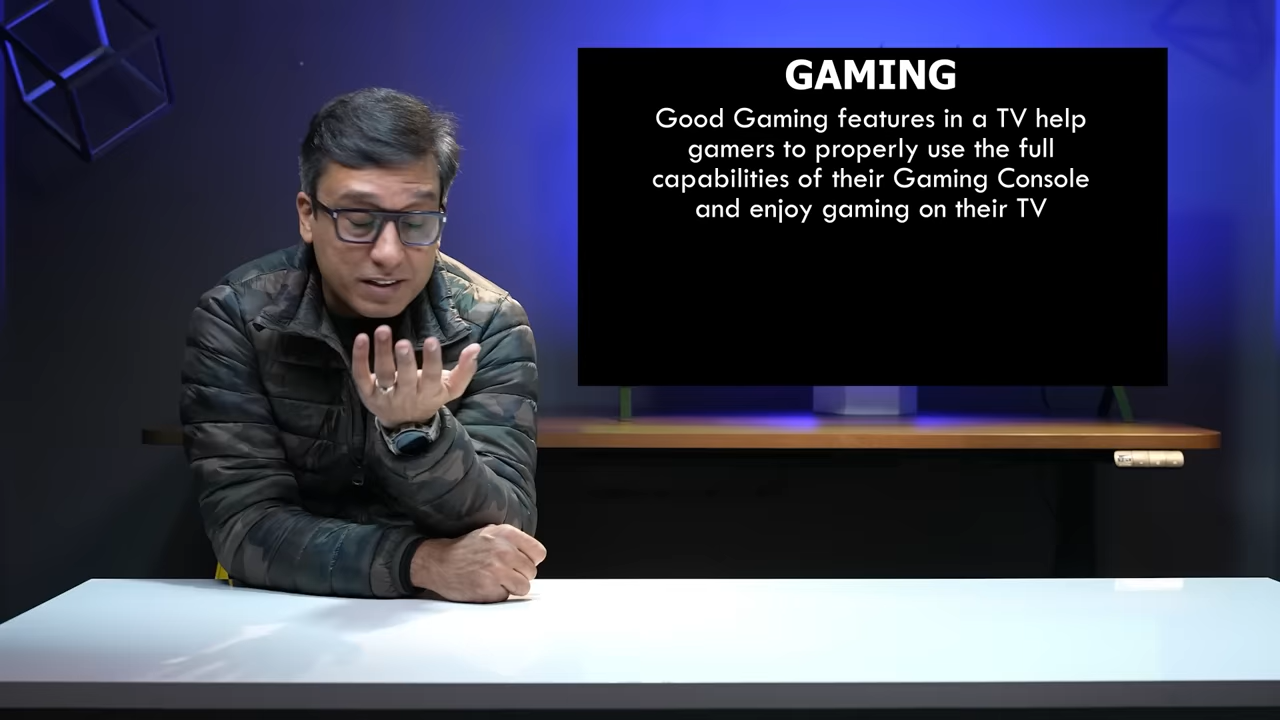 GAMING
Good Gaming features in a TV help
gamers to properly use the full
capabilities of their Gaming Console
and enjoy gaming on their TV